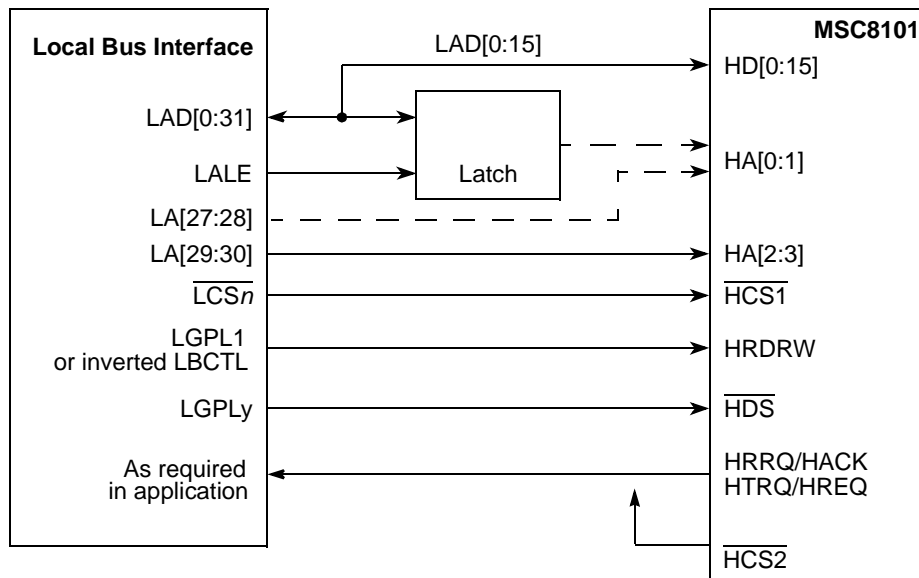 Local Bus Interface
LAD[0:31]
LALE
LA[27:28]
LA[29:30]
LCSn
LGPL1
or inverted LBCTL
LGPLy
As required
in application
LAD[0:15]
Latch
MSC8101
HD[0:15]
HA[0:1]
HA[2:3]
HCS1
HRDRW
HDS
HRRQ/HACK
HTRQ/HREQ
HCS2